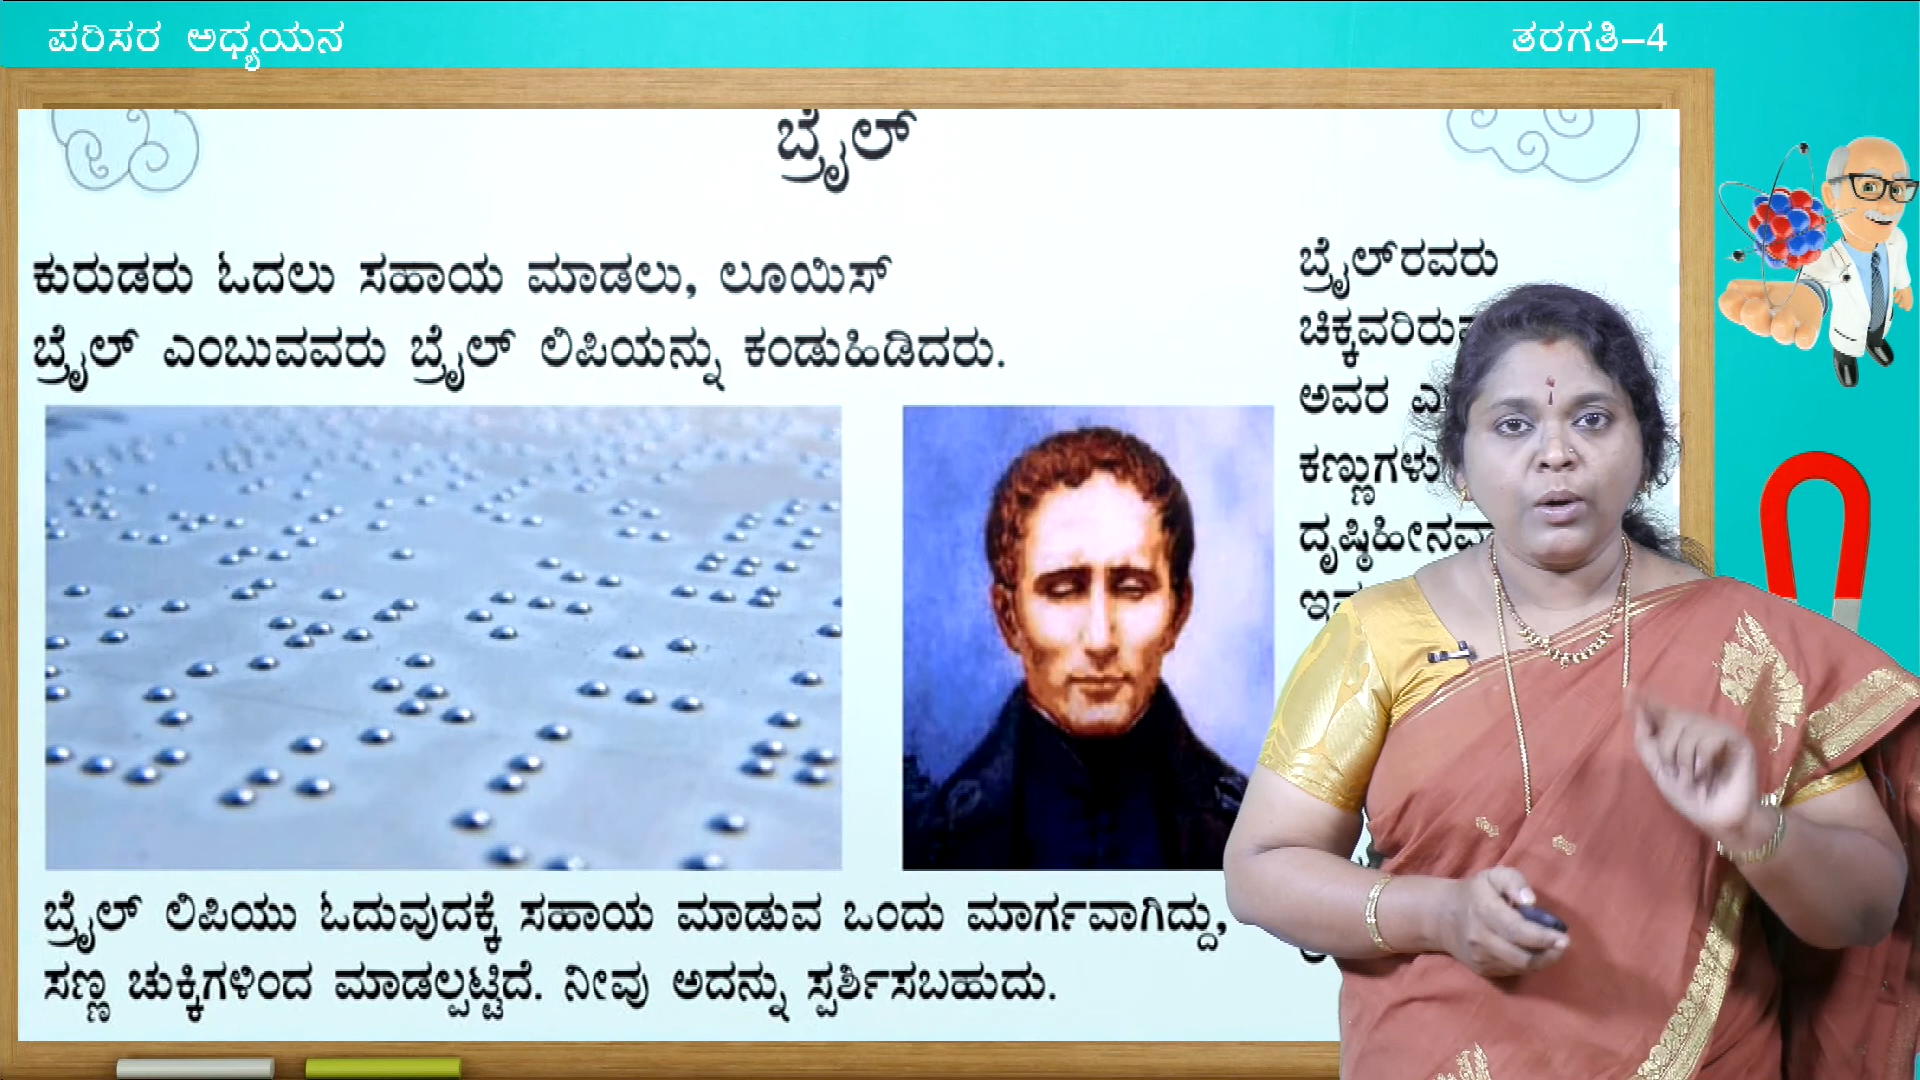 ಪರಿಸರ ಅಧ್ಯಯನ
ತರಗತಿ–4
ಬ್ರೈಲ್
ಕುರುಡರು ಓದಲು ಸಹಾಯ ಮಾಡಲು, ಲೂಯಿಸ್
ಬ್ರೈಲ್ ಎಂಬುವವರು ಬ್ರೈಲ್ ಲಿಪಿಯನ್ನು ಕಂಡುಹಿಡಿದರು.
ಬ್ರೈಲ್ ಲಿಪಿಯು ಓದುವುದಕ್ಕೆ ಸಹಾಯ ಮಾಡುವ ಒಂದು ಮಾರ್ಗವಾಗಿದ್ದು,
ಸಣ್ಣ ಚುಕ್ಕಿಗಳಿಂದ ಮಾಡಲ್ಪಟ್ಟಿದೆ. ನೀವು ಅದನ್ನು ಸ್ಪರ್ಶಿಸಬಹುದು.
ಬ್ರೈಲ್‌ರವರು
ಅವರ
ಕಣ್ಣುಗಳು